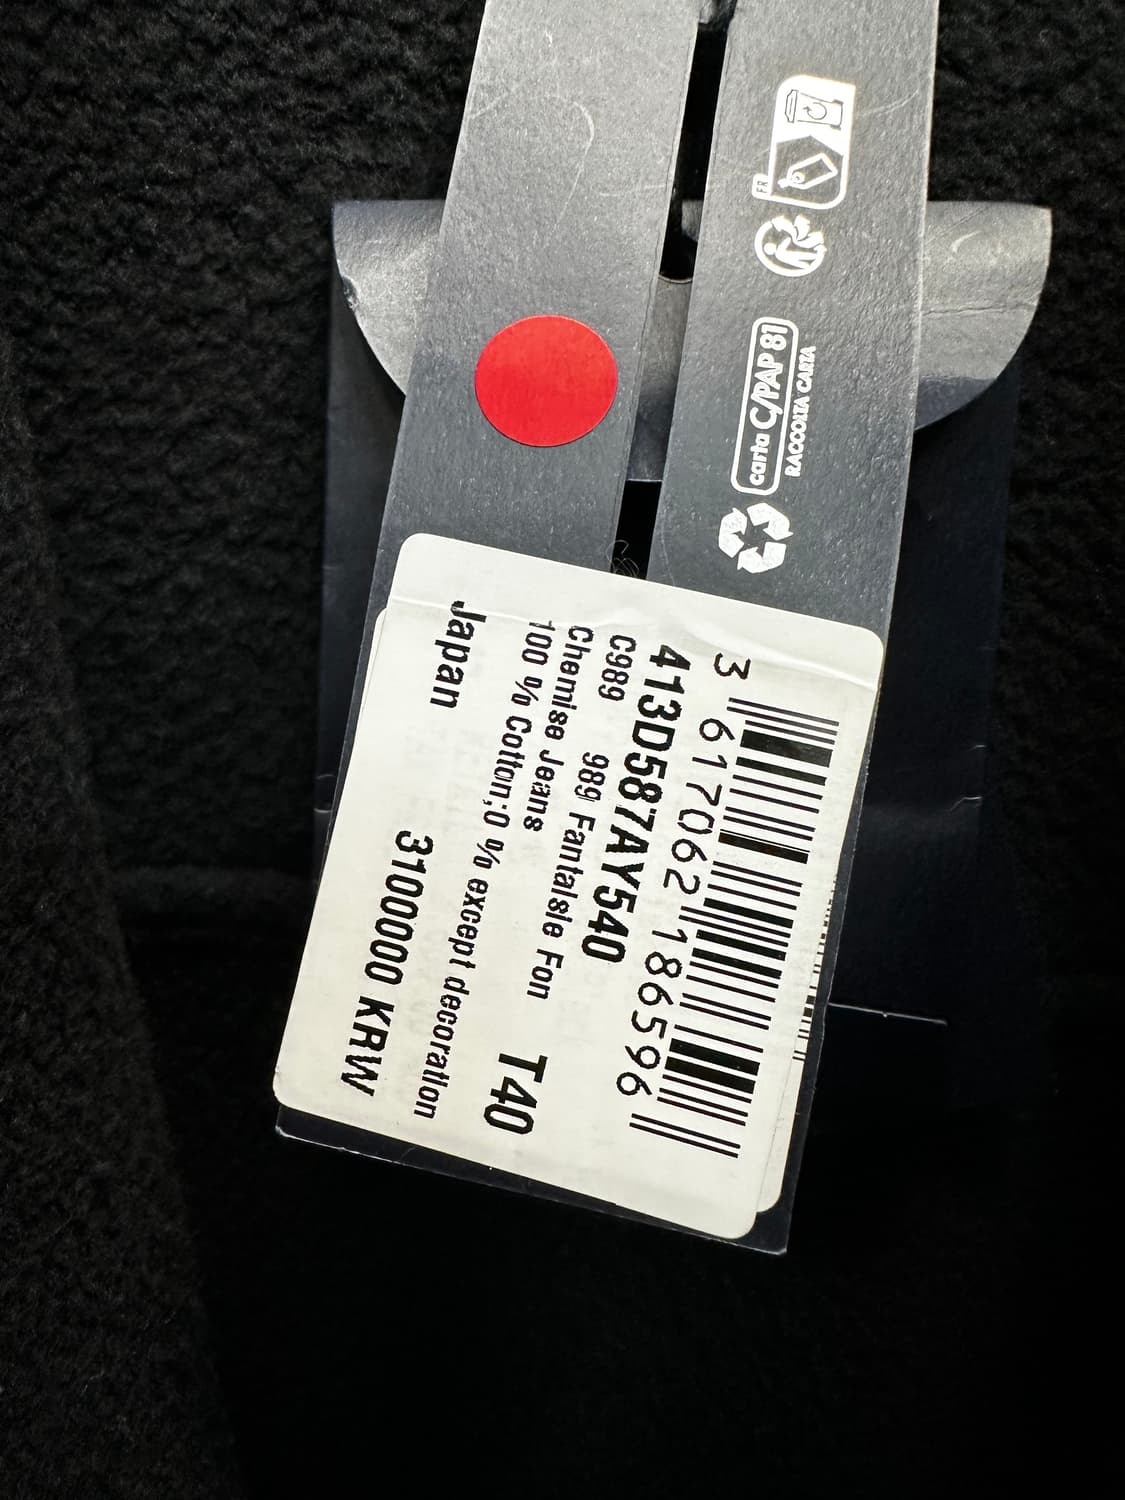 FR
carta C/PAP 81
RACCOLTA CARTA
3 617062 186596
413D587AY540
C989 989 Fantaisie Fon
Chemise Jeans T40
100 % Cotton;0 % except decoration
Japan 3100000 KRW